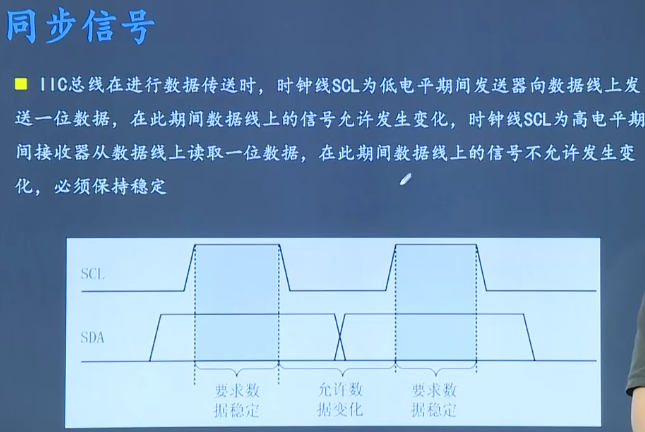 同步信号
IIC总线在进行数据传送时，时钟线SCL为低电平期间发送器向数据线上发
送一位数据，在此期间数据线上的信号允许发生变化，时钟线SCL为高电平期
间接收器从数据线上读取一位数据，在此期间数据线上的信号不允许发生变
化，必须保持稳定
SCL
SDA
要求数 允许数 要求数
据稳定 据变化 据稳定